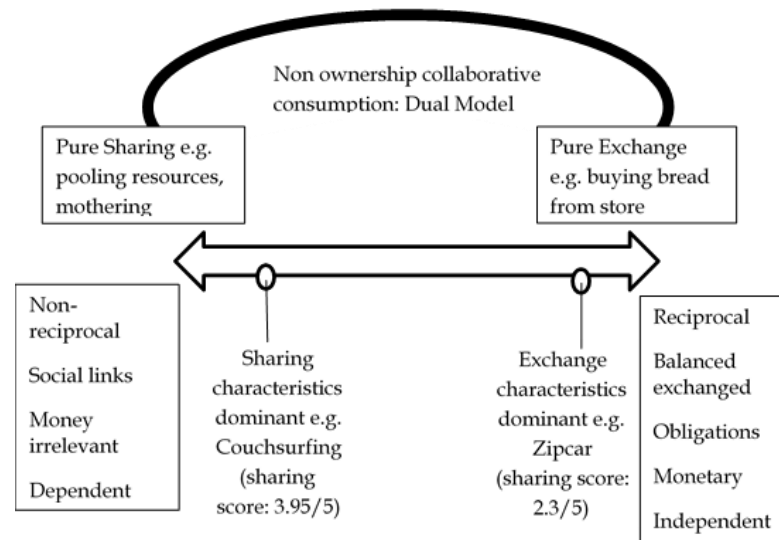 Non ownership collaborative
consumption: Dual Model
Pure Sharing e.g.
pooling resources,
mothering
Pure Exchange
e.g. buying bread
from store
Non-
reciprocal
Social links
Money
irrelevant
Dependent
Sharing
characteristics
dominant e.g.
Couchsurfing
(sharing
score: 3.95/5)
Exchange
characteristics
dominant e.g.
Zipcar
(sharing score:
2.3/5)
Reciprocal
Balanced
exchanged
Obligations
Monetary
Independent